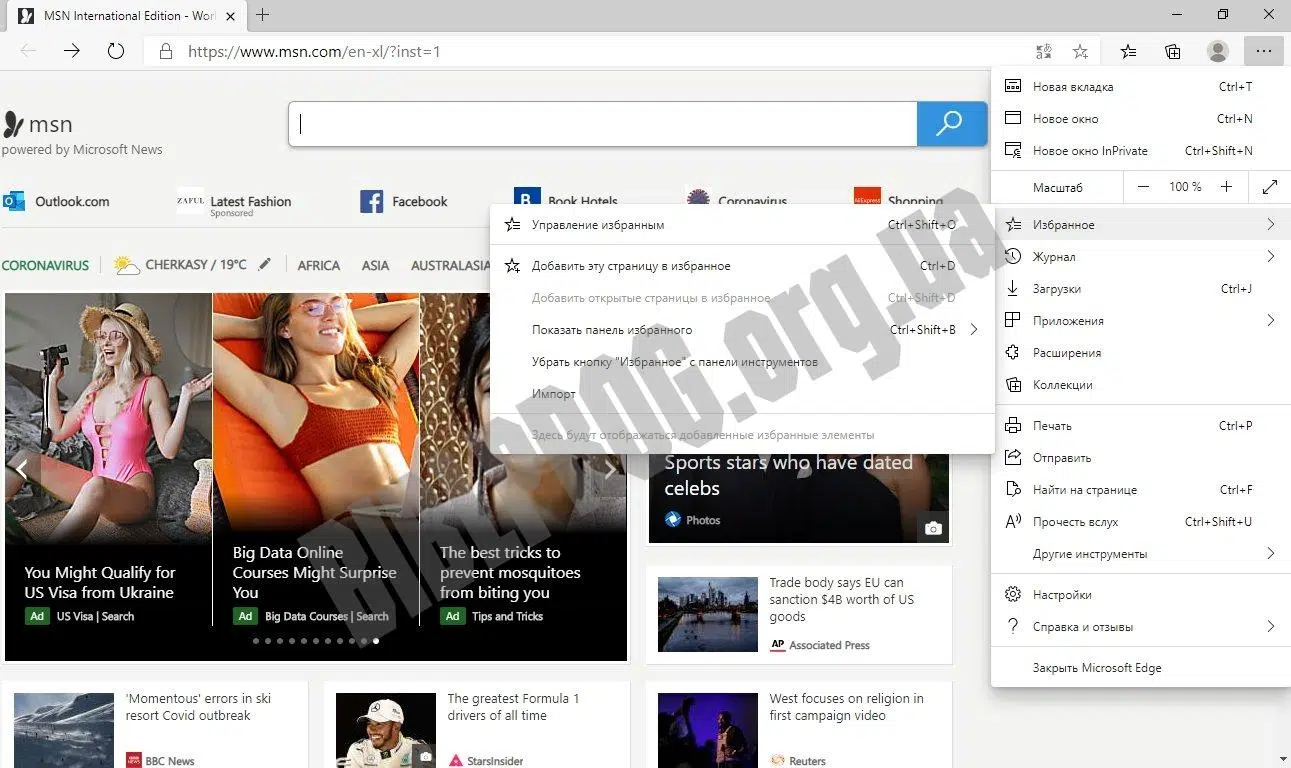 MSN International Edition - Worl
https://www.msn.com/en-xl/?inst=1
msn
powered by Microsoft News
Outlook.com
ZAFUL
Latest Fashion
Sponsored
Facebook
B
Book Hotels
Coronavirus
AliExpress
Shopping
CORONAVIRUS
CHERKASY / 19°C
AFRICA
ASIA
AUSTRALASIA
Управление избранным Ctrl+Shift+O
Добавить эту страницу в избранное Ctrl+D
Добавить открытые страницы в избранное Ctrl+Shift+D
Показать панель избранного Ctrl+Shift+B
Убрать кнопку "Избранное" с панели инструментов
Импорт
Здесь будут отображаться добавленные избранные элементы
Новая вкладка Ctrl+T
Новое окно Ctrl+N
Новое окно InPrivate Ctrl+Shift+N
Масштаб 100 %
Избранное
Журнал
Загрузки Ctrl+J
Приложения
Расширения
Коллекции
Печать Ctrl+P
Отправить
Найти на странице Ctrl+F
Прочесть вслух Ctrl+Shift+U
Другие инструменты
Настройки
Справка и отзывы
Закрыть Microsoft Edge
You Might Qualify for
US Visa from Ukraine
Ad US Visa | Search
Big Data Online
Courses Might Surprise
You
Ad Big Data Courses | Search
The best tricks to
prevent mosquitoes
from biting you
Ad Tips and Tricks
Sports stars who have dated
celebs
Photos
Trade body says EU can
sanction $4B worth of US
goods
AP Associated Press
'Momentous' errors in ski
resort Covid outbreak
BBC News
The greatest Formula 1
drivers of all time
StarsInsider
West focuses on religion in
first campaign video
Reuters